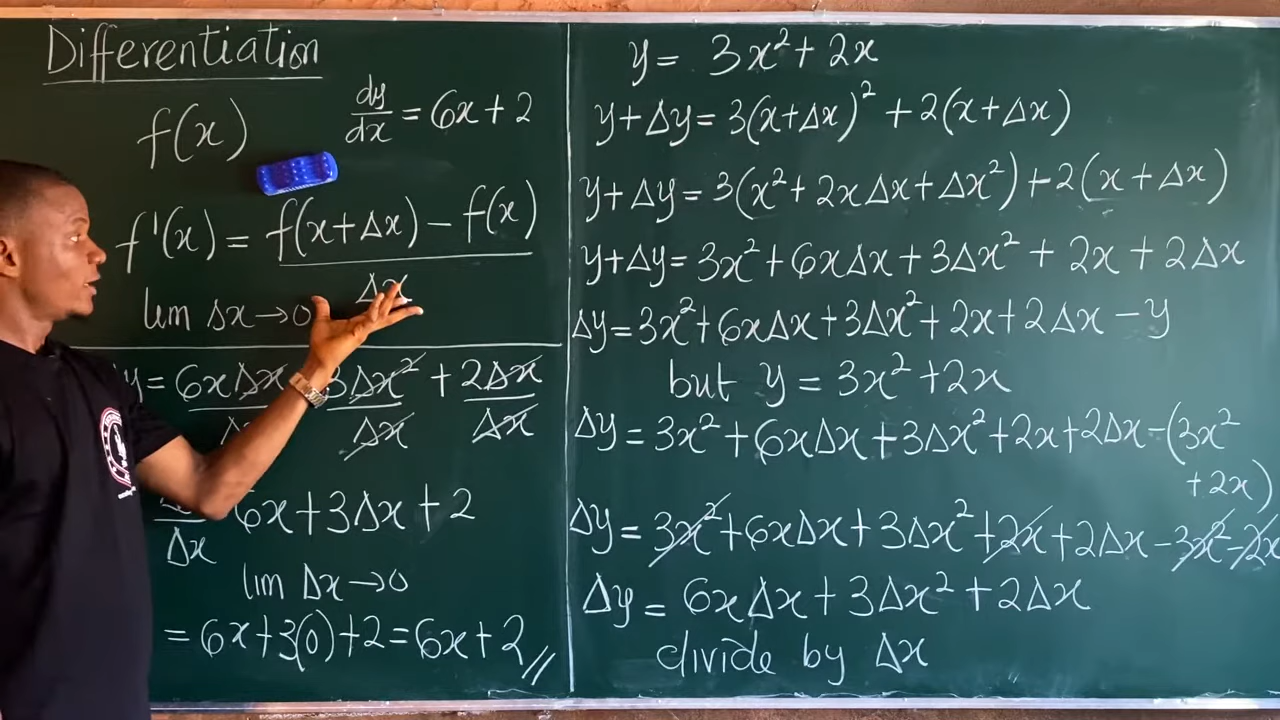 Differentiation
f(x)
dy/dx = 6x + 2
f'(x) = f(x+Δx) − f(x)
Δx
lim Δx→0
y = 6xΔx 3Δx² + 2Δx
Δx Δx
6x + 3Δx + 2
Δx
lim Δx→0
= 6x + 3(0) + 2 = 6x + 2 //
y = 3x² + 2x
y + Δy = 3(x + Δx)² + 2(x + Δx)
y + Δy = 3(x² + 2xΔx + Δx²) + 2(x + Δx)
y + Δy = 3x² + 6xΔx + 3Δx² + 2x + 2Δx
Δy = 3x² + 6xΔx + 3Δx² + 2x + 2Δx − y
but y = 3x² + 2x
Δy = 3x² + 6xΔx + 3Δx² + 2x + 2Δx − (3x²
+ 2x)
Δy = 3x² + 6xΔx + 3Δx² + 2x + 2Δx − 3x² − 2x
Δy = 6xΔx + 3Δx² + 2Δx
divide by Δx